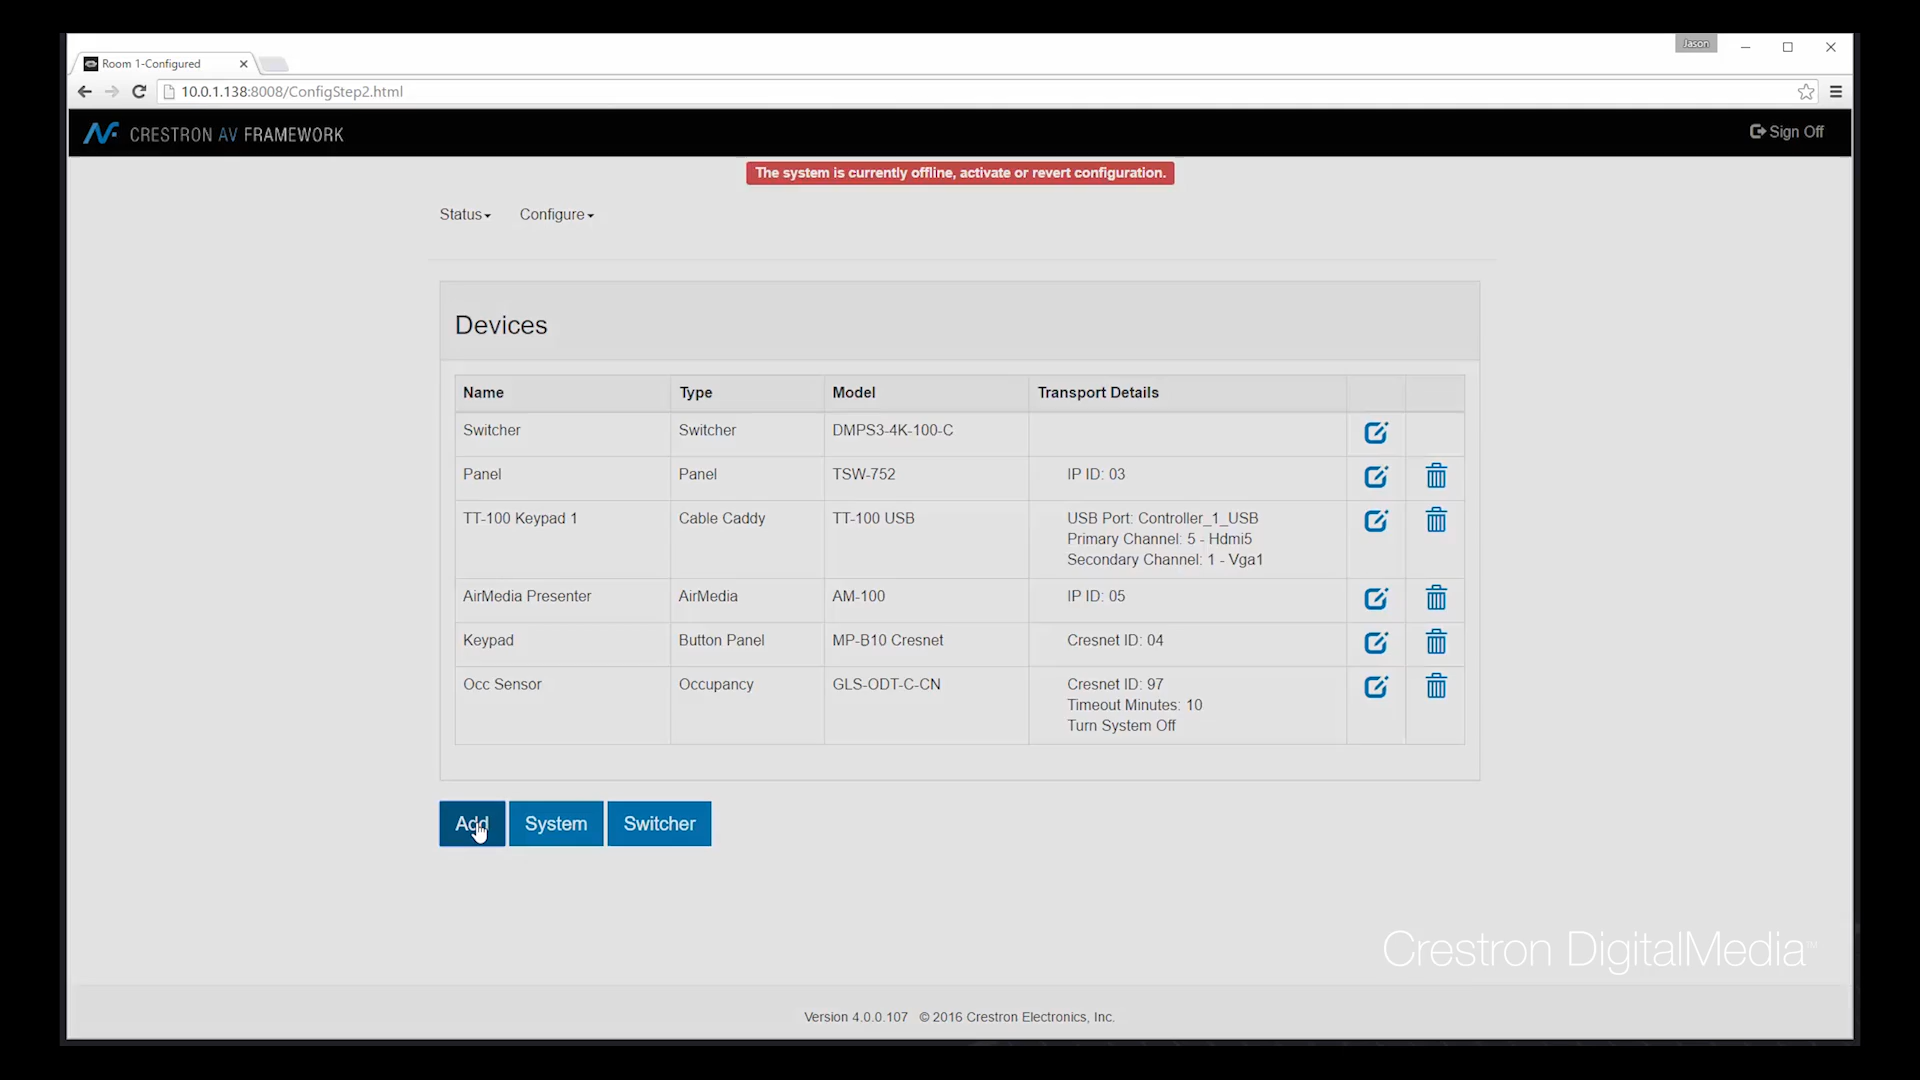 Jason
Room 1-Configured
10.0.1.138:8008/ConfigStep2.html
CRESTRON AV FRAMEWORK
Sign Off
The system is currently offline, activate or revert configuration.
Status
Configure
Devices
Name Type Model Transport Details
Switcher Switcher DMPS3-4K-100-C
Panel Panel TSW-752 IP ID: 03
TT-100 Keypad 1 Cable Caddy TT-100 USB USB Port: Controller_1_USB
Primary Channel: 5 - Hdmi5
Secondary Channel: 1 - Vga1
AirMedia Presenter AirMedia AM-100 IP ID: 05
Keypad Button Panel MP-B10 Cresnet Cresnet ID: 04
Occ Sensor Occupancy GLS-ODT-C-CN Cresnet ID: 97
Timeout Minutes: 10
Turn System Off
Add System Switcher
Crestron DigitalMedia™
Version 4.0.0.107 © 2016 Crestron Electronics, Inc.